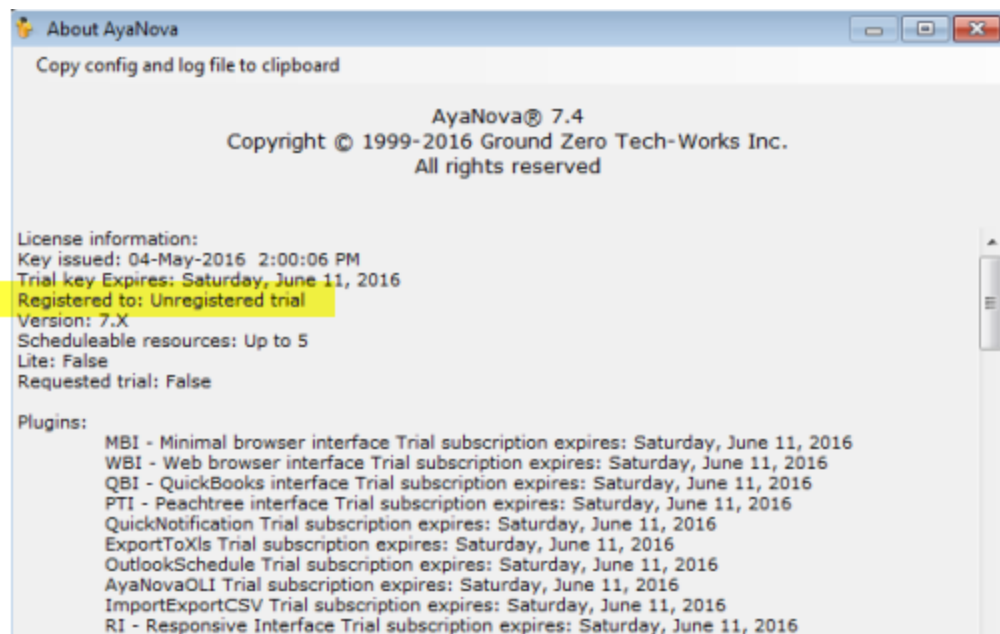 About AyaNova
Copy config and log file to clipboard
AyaNova® 7.4
Copyright © 1999-2016 Ground Zero Tech-Works Inc.
All rights reserved
License information:
Key issued: 04-May-2016  2:00:06 PM
Trial key Expires: Saturday, June 11, 2016
Registered to: Unregistered trial
Version: 7.X
Scheduleable resources: Up to 5
Lite: False
Requested trial: False
Plugins:
MBI - Minimal browser interface Trial subscription expires: Saturday, June 11, 2016
WBI - Web browser interface Trial subscription expires: Saturday, June 11, 2016
QBI - QuickBooks interface Trial subscription expires: Saturday, June 11, 2016
PTI - Peachtree interface Trial subscription expires: Saturday, June 11, 2016
QuickNotification Trial subscription expires: Saturday, June 11, 2016
ExportToXls Trial subscription expires: Saturday, June 11, 2016
OutlookSchedule Trial subscription expires: Saturday, June 11, 2016
AyaNovaOLI Trial subscription expires: Saturday, June 11, 2016
ImportExportCSV Trial subscription expires: Saturday, June 11, 2016
RI - Responsive Interface Trial subscription expires: Saturday, June 11, 2016